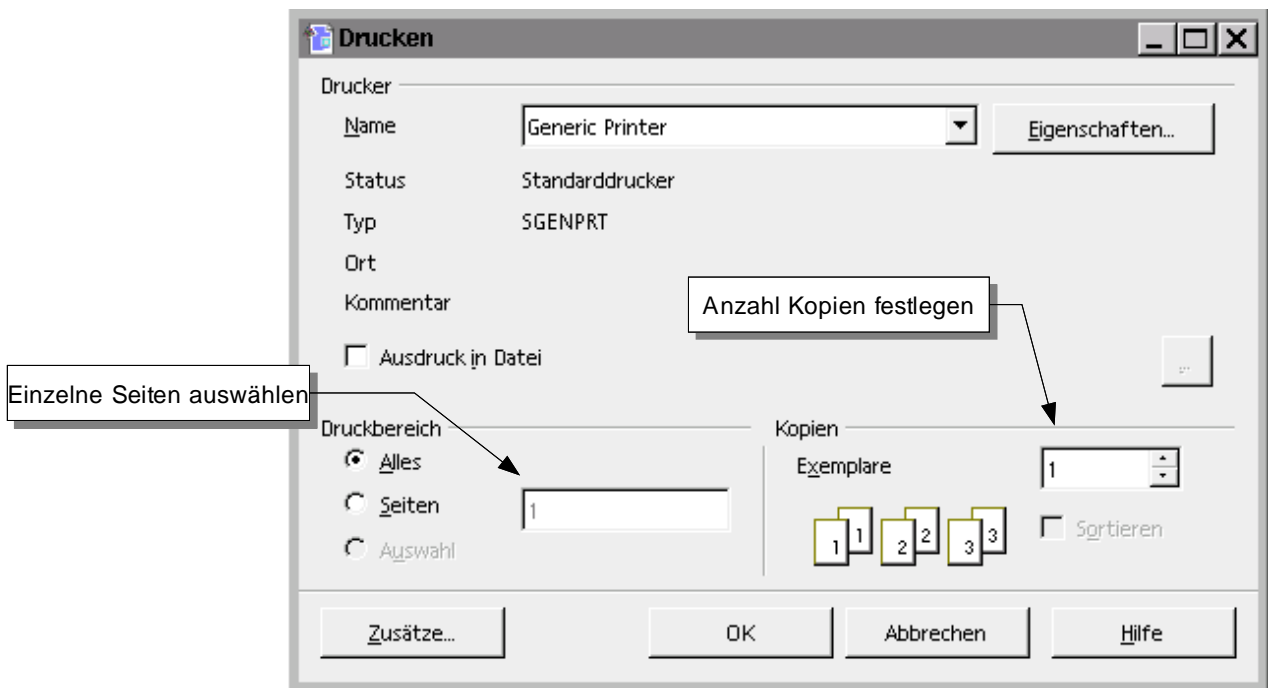 Drucken
Drucker
Name
Generic Printer
Eigenschaften...
Status
Standarddrucker
Typ
SGENPRT
Ort
Kommentar
Anzahl Kopien festlegen
Ausdruck in Datei
...
Einzelne Seiten auswählen
Druckbereich
Alles
Seiten
1
Auswahl
Kopien
Exemplare
1
1 1 2 2 3 3
Sortieren
Zusätze...
OK
Abbrechen
Hilfe